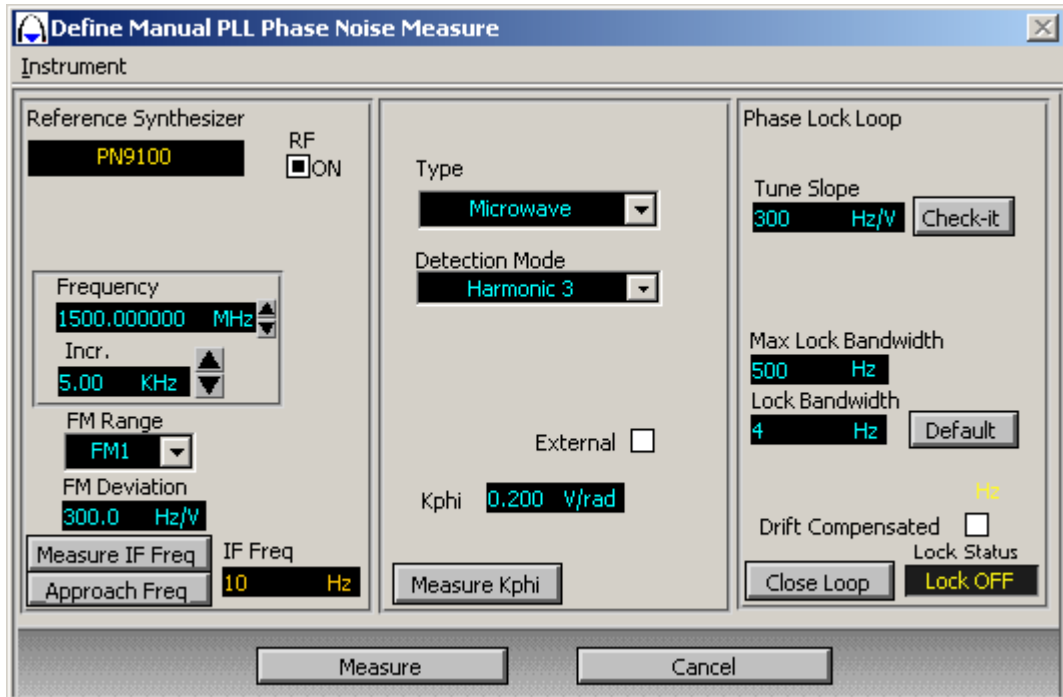 Define Manual PLL Phase Noise Measure
Instrument
Reference Synthesizer
PN9100
RF
ON
Frequency
1500.000000 MHz
Incr.
5.00 KHz
FM Range
FM1
FM Deviation
300.0 Hz/V
Measure IF Freq
IF Freq
Approach Freq
10 Hz
Type
Microwave
Detection Mode
Harmonic 3
External
Kphi 0.200 V/rad
Measure Kphi
Phase Lock Loop
Tune Slope
300 Hz/V
Check-it
Max Lock Bandwidth
500 Hz
Lock Bandwidth
4 Hz
Default
Hz
Drift Compensated
Lock Status
Close Loop
Lock OFF
Measure
Cancel